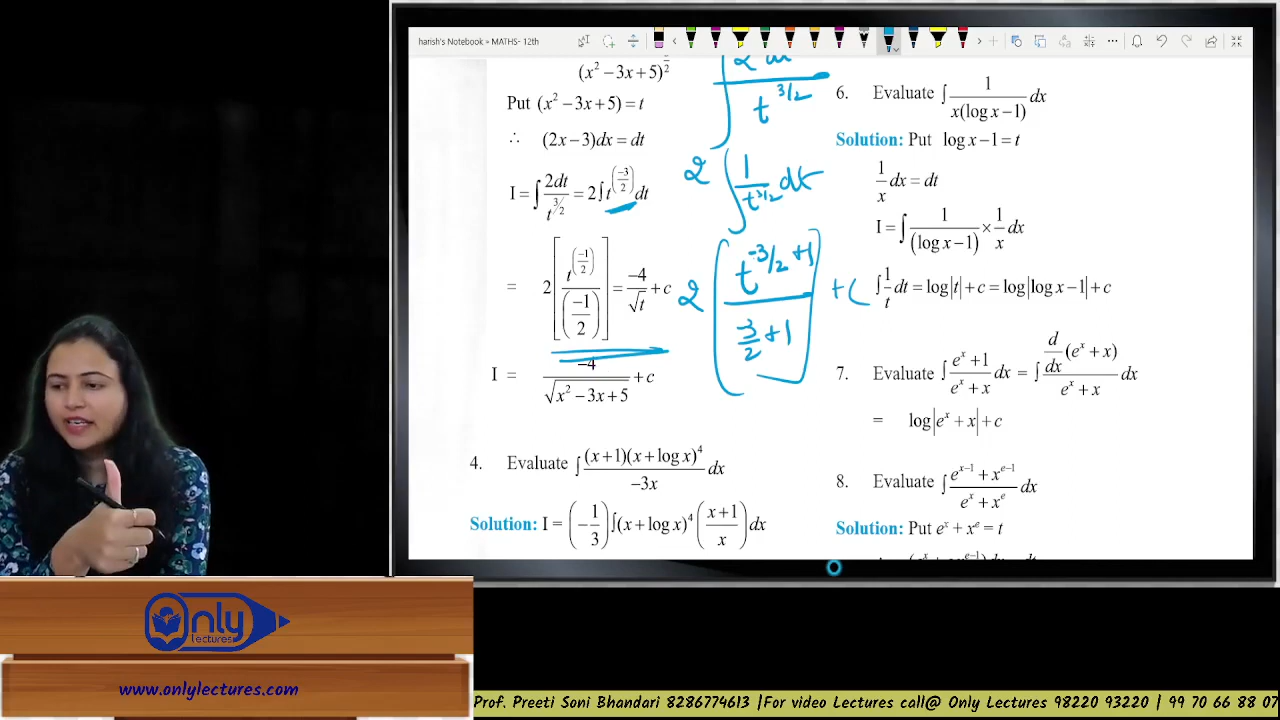 harish's Notebook » MATHS- 12th
(x² − 3x + 5)^(3/2)
Put (x² − 3x + 5) = t
∴ (2x − 3)dx = dt
I = ∫ 2dt / t^(3/2) = 2∫ t^(−3/2) dt
= 2[ t^(−1/2) / (−1/2) ] = −4/√t + c
I = −4 / √(x² − 3x + 5) + c
4. Evaluate ∫ (x + 1)(x + log x)⁴ / −3x dx
Solution: I = (−1/3) ∫(x + log x)⁴ ((x + 1)/x) dx
∫ 2 dt / t^(3/2)
2 ∫ 1/t^(3/2) dt
2 [ t^(−3/2 + 1) / (3/2 + 1) ] + C
6. Evaluate ∫ 1 / x(log x − 1) dx
Solution: Put log x − 1 = t
1/x dx = dt
I = ∫ 1/(log x − 1) × 1/x dx
∫ 1/t dt = log|t| + c = log|log x − 1| + c
7. Evaluate ∫ (eˣ + 1)/(eˣ + x) dx = ∫ (d/dx (eˣ + x))/(eˣ + x) dx
= log|eˣ + x| + c
8. Evaluate ∫ (e^(x−1) + x^(e−1))/(eˣ + xᵉ) dx
Solution: Put eˣ + xᵉ = t
Only
lectures
www.onlylectures.com
Prof. Preeti Soni Bhandari 8286774613 |For video Lectures call@ Only Lectures 98220 93220 | 99 70 66 88 07